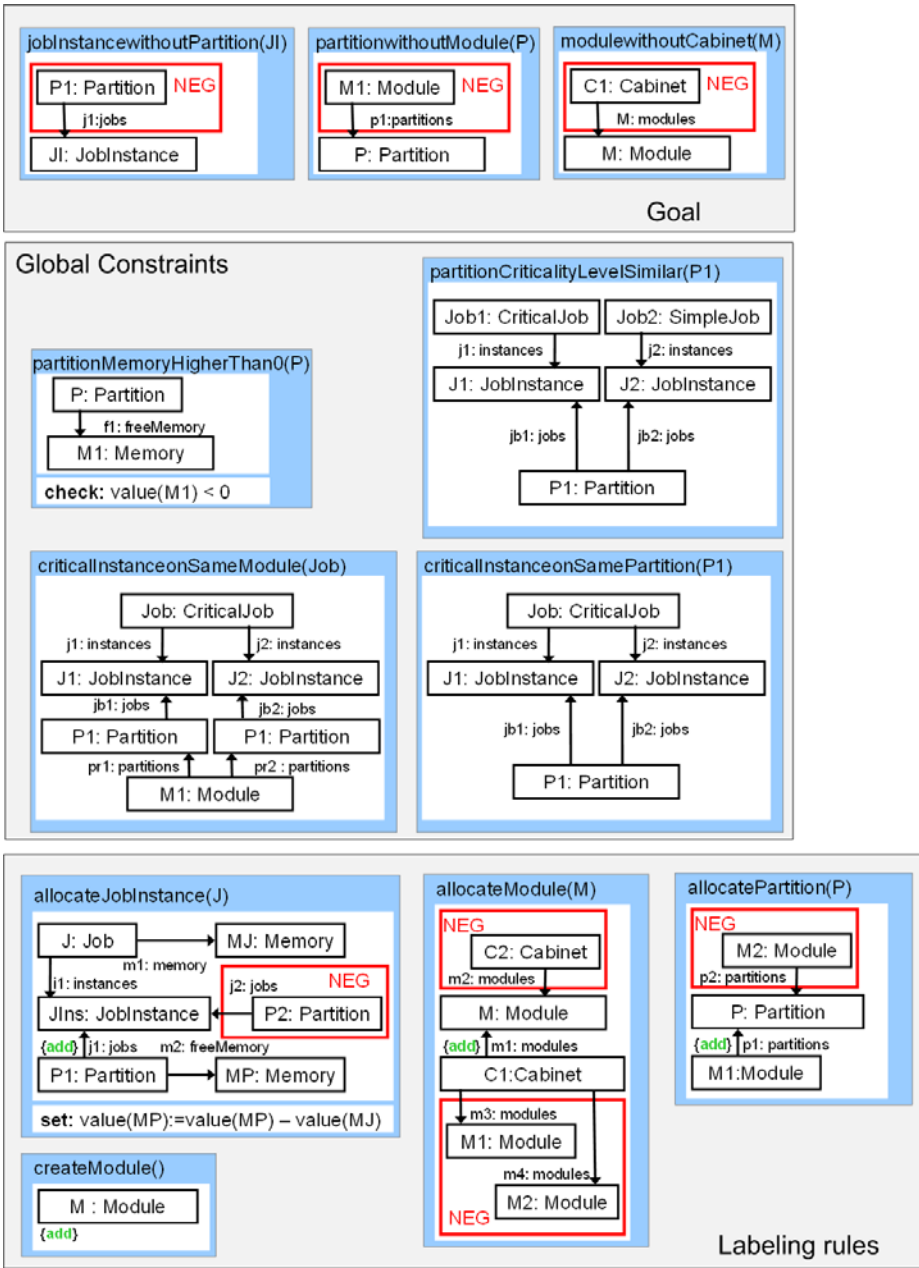 jobInstancewithoutPartition(JI)
P1: Partition
NEG
j1:jobs
JI: JobInstance
partitionwithoutModule(P)
M1: Module
NEG
p1:partitions
P: Partition
modulewithoutCabinet(M)
C1: Cabinet
NEG
M: modules
M: Module
Goal
Global Constraints
partitionCriticalityLevelSimilar(P1)
Job1: CriticalJob
Job2: SimpleJob
j1: instances
j2: instances
J1: JobInstance
J2: JobInstance
jb1: jobs
jb2: jobs
P1: Partition
partitionMemoryHigherThan0(P)
P: Partition
f1: freeMemory
M1: Memory
check: value(M1) < 0
criticalInstanceonSameModule(Job)
Job: CriticalJob
j1: instances
j2: instances
J1: JobInstance
J2: JobInstance
jb1: jobs
jb2: jobs
P1: Partition
P1: Partition
pr1: partitions
pr2 : partitions
M1: Module
criticalInstanceonSamePartition(P1)
Job: CriticalJob
j1: instances
j2: instances
J1: JobInstance
J2: JobInstance
jb1: jobs
jb2: jobs
P1: Partition
allocateJobInstance(J)
J: Job
MJ: Memory
m1: memory
i1: instances
j2: jobs
NEG
JIns: JobInstance
P2: Partition
{add}
j1: jobs
m2: freeMemory
P1: Partition
MP: Memory
set: value(MP):=value(MP) – value(MJ)
createModule()
M : Module
{add}
allocateModule(M)
NEG
C2: Cabinet
m2: modules
M: Module
{add}
m1: modules
C1:Cabinet
m3: modules
M1: Module
m4: modules
M2: Module
NEG
allocatePartition(P)
NEG
M2: Module
p2: partitions
P: Partition
{add}
p1: partitions
M1:Module
Labeling rules